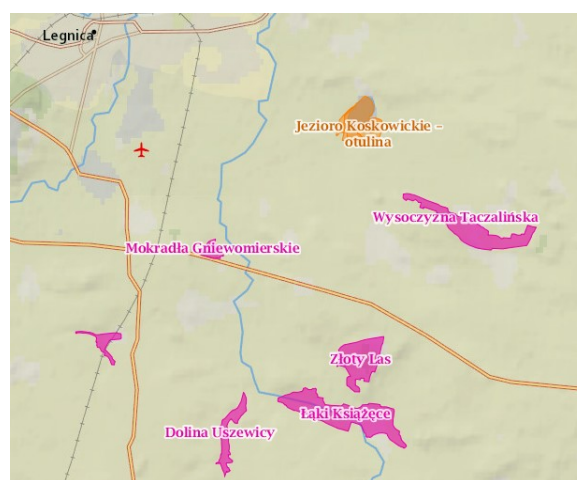 Legnica
Jezioro Koskowickie –
otulina
Wysoczyzna Taczalińska
Mokradła Gniewomierskie
Złoty Las
Łąki Książęce
Dolina Uszewicy